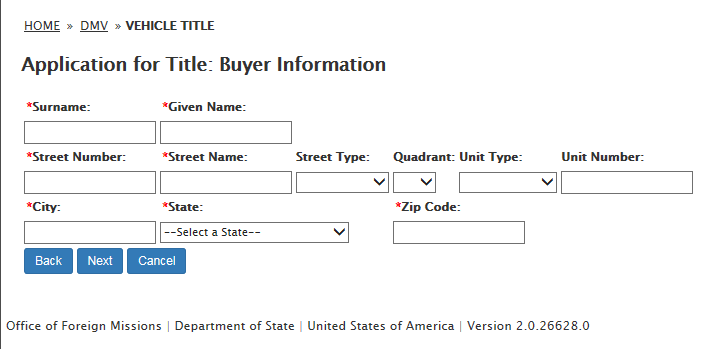 HOME » DMV » VEHICLE TITLE
Application for Title: Buyer Information
*Surname: *Given Name:
*Street Number: *Street Name: Street Type: Quadrant: Unit Type: Unit Number:
*City: *State: *Zip Code:
--Select a State--
Back Next Cancel
Office of Foreign Missions | Department of State | United States of America | Version 2.0.26628.0